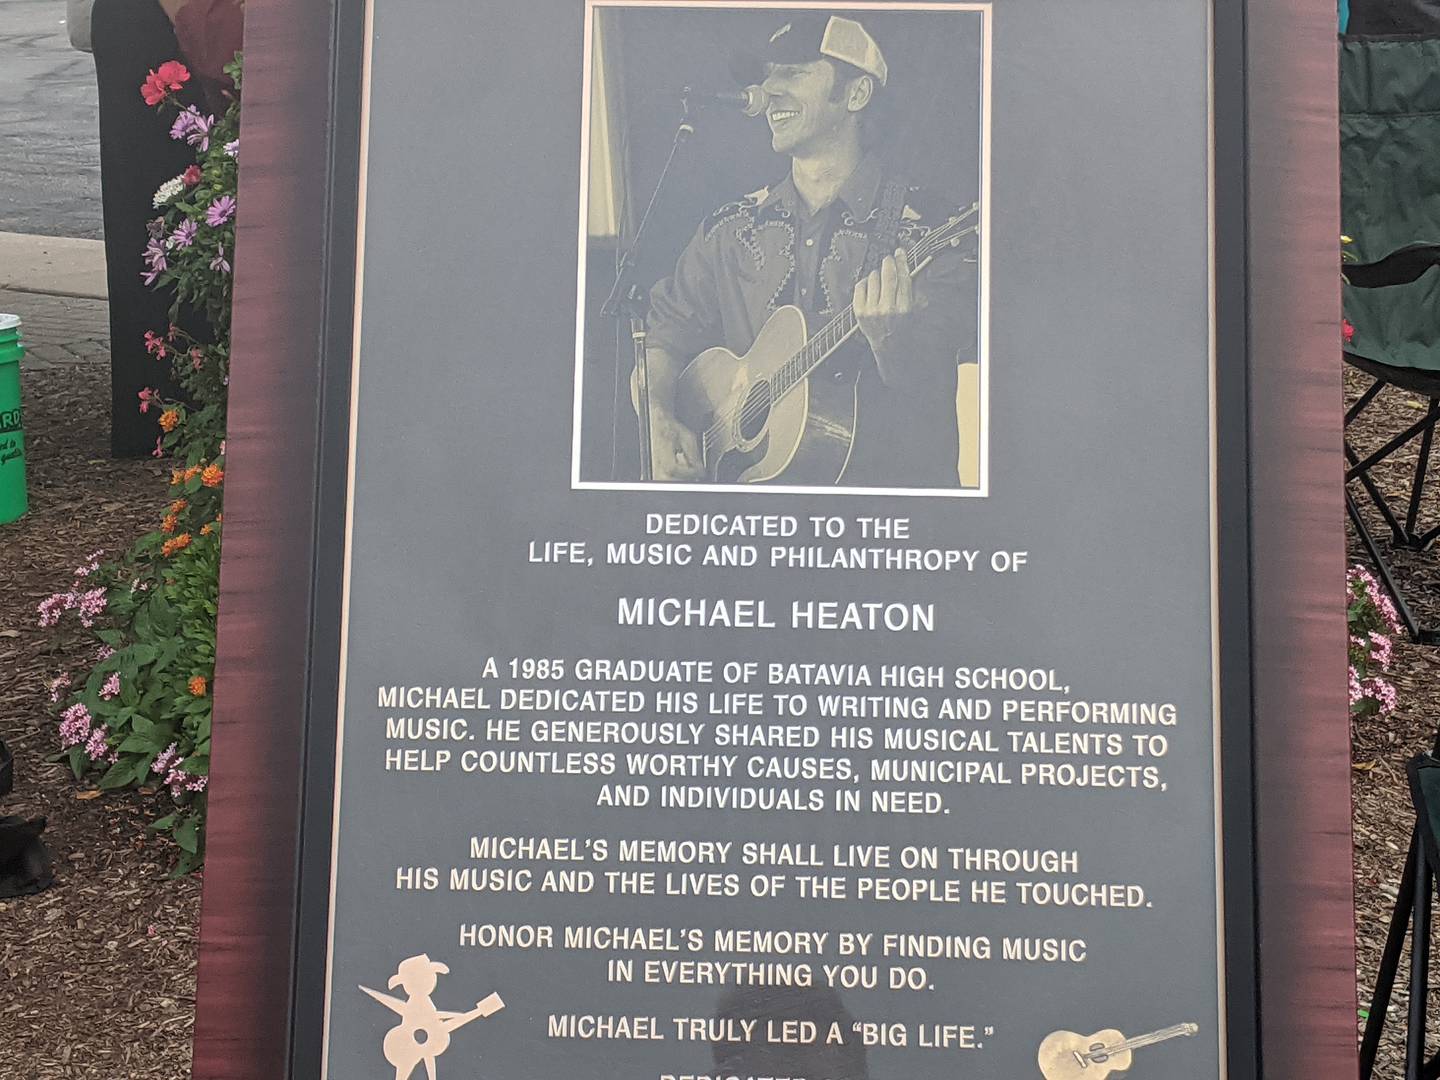 DEDICATED TO THE
LIFE, MUSIC AND PHILANTHROPY OF
MICHAEL HEATON
A 1985 GRADUATE OF BATAVIA HIGH SCHOOL,
MICHAEL DEDICATED HIS LIFE TO WRITING AND PERFORMING
MUSIC. HE GENEROUSLY SHARED HIS MUSICAL TALENTS TO
HELP COUNTLESS WORTHY CAUSES, MUNICIPAL PROJECTS,
AND INDIVIDUALS IN NEED.
MICHAEL'S MEMORY SHALL LIVE ON THROUGH
HIS MUSIC AND THE LIVES OF THE PEOPLE HE TOUCHED.
HONOR MICHAEL'S MEMORY BY FINDING MUSIC
IN EVERYTHING YOU DO.
MICHAEL TRULY LED A “BIG LIFE.”
DEDICATED